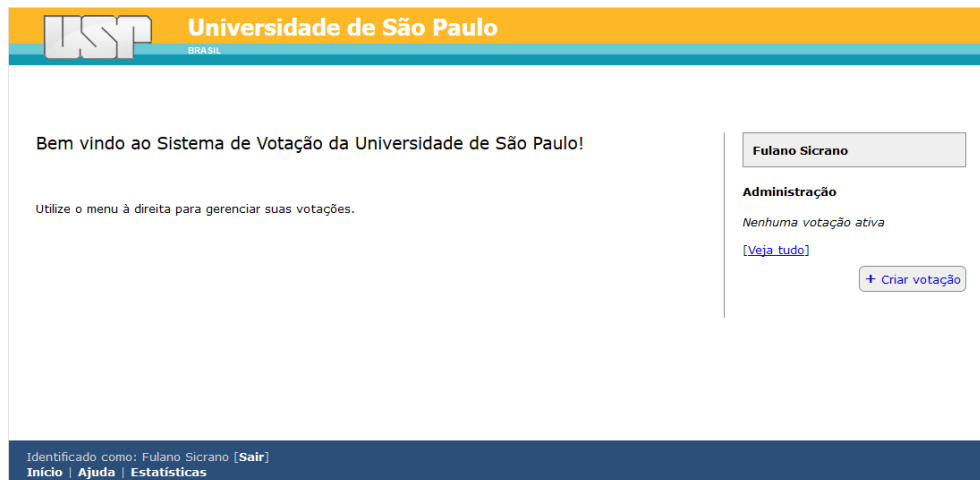 USP
Universidade de São Paulo
BRASIL
Bem vindo ao Sistema de Votação da Universidade de São Paulo!
Utilize o menu à direita para gerenciar suas votações.
Fulano Sicrano
Administração
Nenhuma votação ativa
[Veja tudo]
+ Criar votação
Identificado como: Fulano Sicrano [Sair]
Início | Ajuda | Estatísticas